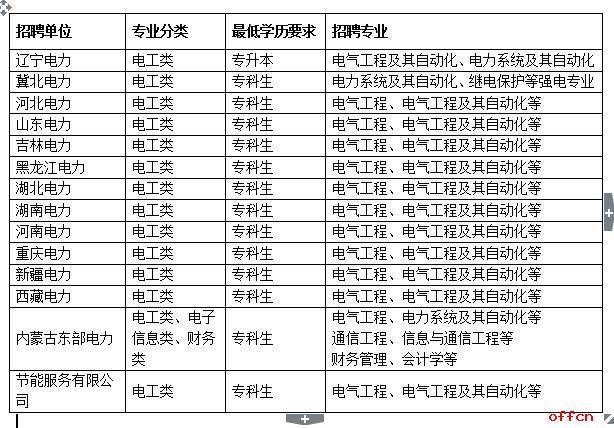 招聘单位 专业分类 最低学历要求 招聘专业
辽宁电力 电工类 专升本 电气工程及其自动化、电力系统及其自动化
冀北电力 电工类 专科生 电力系统及其自动化、继电保护等强电专业
河北电力 电工类 专科生 电气工程、电气工程及其自动化等
山东电力 电工类 专科生 电气工程、电气工程及其自动化等
吉林电力 电工类 专科生 电气工程、电气工程及其自动化等
黑龙江电力 电工类 专科生 电气工程、电气工程及其自动化等
湖北电力 电工类 专科生 电气工程、电气工程及其自动化等
湖南电力 电工类 专科生 电气工程、电气工程及其自动化等
河南电力 电工类 专科生 电气工程、电气工程及其自动化等
重庆电力 电工类 专科生 电气工程、电气工程及其自动化等
新疆电力 电工类 专科生 电气工程、电气工程及其自动化等
西藏电力 电工类 专科生 电气工程、电气工程及其自动化等
内蒙古东部电力
电工类、电子
信息类、财务
类
专科生
电气工程、电力系统及其自动化等
通信工程、信息与通信工程等
财务管理、会计学等
节能服务有限公
司
电工类 专科生 电气工程、电气工程及其自动化等
offcn